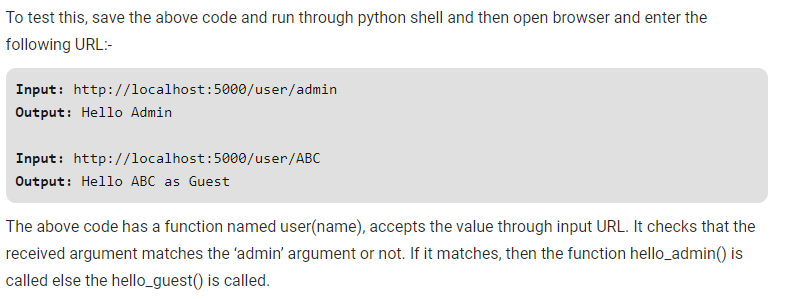 To test this, save the above code and run through python shell and then open browser and enter the
following URL:-
Input: http://localhost:5000/user/admin
Output: Hello Admin
Input: http://localhost:5000/user/ABC
Output: Hello ABC as Guest
The above code has a function named user(name), accepts the value through input URL. It checks that the
received argument matches the ‘admin’ argument or not. If it matches, then the function hello_admin() is
called else the hello_guest() is called.